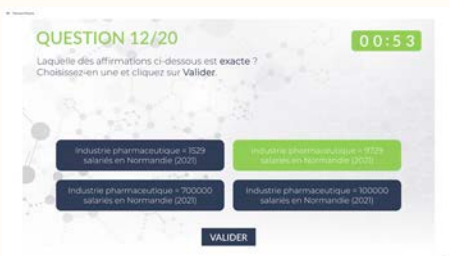 QUESTION 12/20
00:53
Laquelle des affirmations ci-dessous est exacte ?
Choisissez-en une et cliquez sur Valider.
Industrie pharmaceutique = 1529
salariés en Normandie (2021)
Industrie pharmaceutique = 9729
salariés en Normandie (2021)
Industrie pharmaceutique = 700000
salariés en Normandie (2021)
Industrie pharmaceutique = 100000
salariés en Normandie (2021)
VALIDER